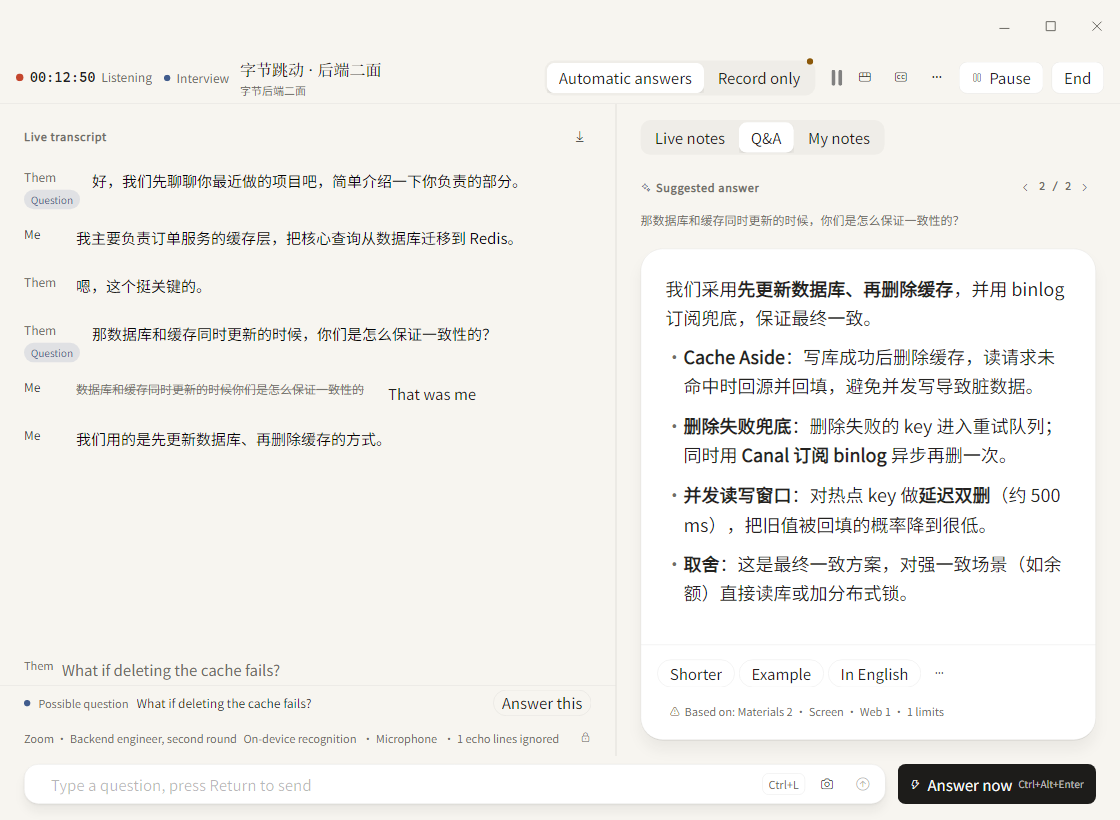 00:12:50 Listening Interview 字节跳动 · 后端二面
字节后端二面
Automatic answers Record only Pause End
Live transcript
Them 好，我们先聊聊你最近做的项目吧，简单介绍一下你负责的部分。
Question
Me 我主要负责订单服务的缓存层，把核心查询从数据库迁移到 Redis。
Them 嗯，这个挺关键的。
Them 那数据库和缓存同时更新的时候，你们是怎么保证一致性的？
Question
Me 数据库和缓存同时更新的时候你们是怎么保证一致性的 That was me
Me 我们用的是先更新数据库、再删除缓存的方式。
Them What if deleting the cache fails?
Possible question What if deleting the cache fails? Answer this
Zoom · Backend engineer, second round On-device recognition · Microphone · 1 echo lines ignored
Live notes Q&A My notes
Suggested answer 2 / 2
那数据库和缓存同时更新的时候，你们是怎么保证一致性的？
我们采用先更新数据库、再删除缓存，并用 binlog
订阅兜底，保证最终一致。
• Cache Aside：写库成功后删除缓存，读请求未
命中时回源并回填，避免并发写导致脏数据。
• 删除失败兜底：删除失败的 key 进入重试队列；
同时用 Canal 订阅 binlog 异步再删一次。
• 并发读写窗口：对热点 key 做延迟双删（约 500
ms），把旧值被回填的概率降到很低。
• 取舍：这是最终一致方案，对强一致场景（如余
额）直接读库或加分布式锁。
Shorter Example In English ···
Based on: Materials 2 · Screen · Web 1 · 1 limits
Type a question, press Return to send Ctrl+L
Answer now Ctrl+Alt+Enter